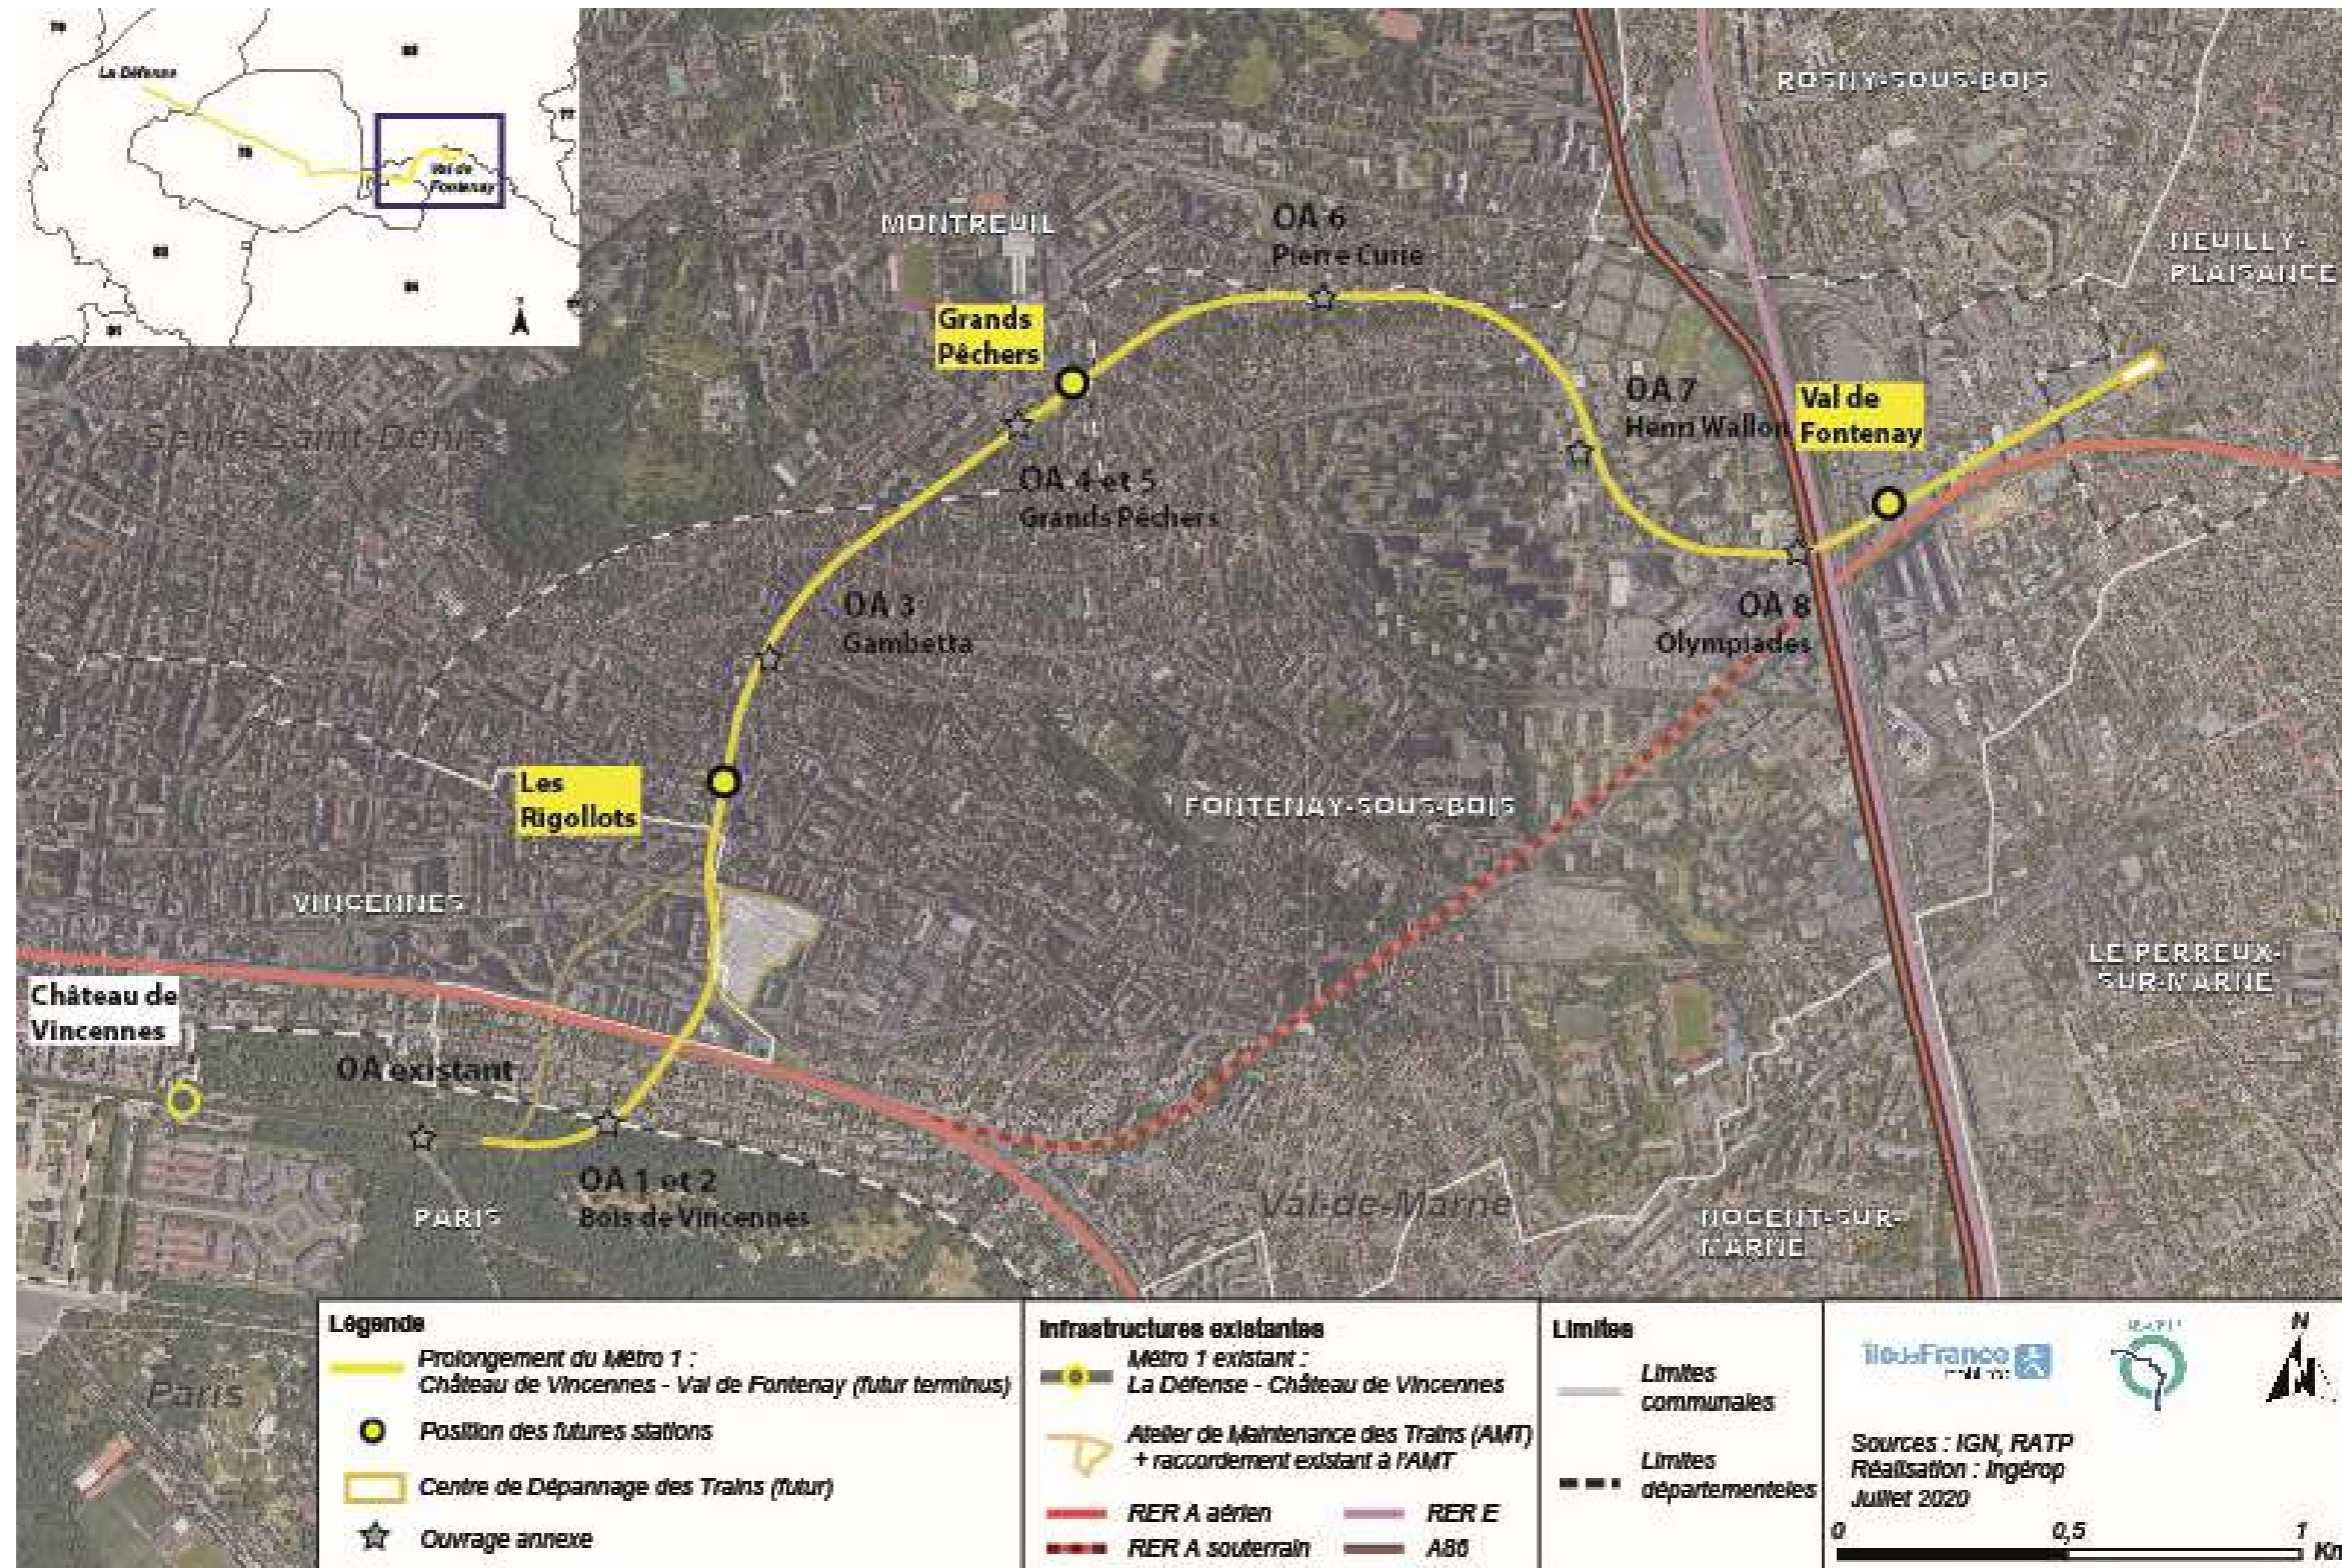 La Défense
Val de
Fontenay
ROSNY-SOUS-BOIS
MONTREUIL
NEUILLY-
PLAISANCE
OA 6
Pierre Curie
Grands
Pêchers
OA 7
Henri Wallon
Val de
Fontenay
Seine-Saint-Denis
OA 4 et 5
Grands Pêchers
OA 3
Gambetta
OA 8
Olympiades
Les
Rigollots
FONTENAY-SOUS-BOIS
VINCENNES
LE PERREUX-
SUR-MARNE
Château de
Vincennes
OA existant
OA 1 et 2
Bois de Vincennes
PARIS
Val-de-Marne
NOGENT-SUR-
MARNE
Paris
Légende
Prolongement du Métro 1 :
Château de Vincennes - Val de Fontenay (futur terminus)
Position des futures stations
Centre de Dépannage des Trains (futur)
Ouvrage annexe
Infrastructures existantes
Métro 1 existant :
La Défense - Château de Vincennes
Atelier de Maintenance des Trains (AMT)
+ raccordement existant à l'AMT
RER A aérien
RER E
RER A souterrain
A86
Limites
Limites
communales
Limites
départementeles
îledeFrance
RATP
N
Sources : IGN, RATP
Réalisation : Ingérop
Juillet 2020
0 0,5 1
Km